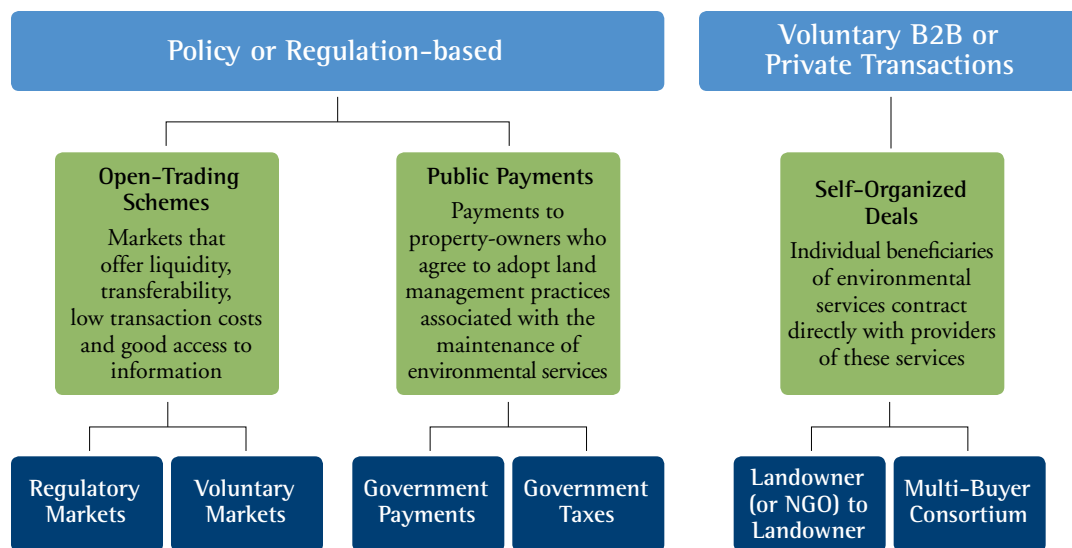 Policy or Regulation-based
Voluntary B2B or
Private Transactions
Open-Trading
Schemes
Markets that
offer liquidity,
transferability,
low transaction costs
and good access to
information
Public Payments
Payments to
property-owners who
agree to adopt land
management practices
associated with the
maintenance of
environmental services
Self-Organized
Deals
Individual beneficiaries
of environmental
services contract
directly with providers
of these services
Regulatory
Markets
Voluntary
Markets
Government
Payments
Government
Taxes
Landowner
(or NGO) to
Landowner
Multi-Buyer
Consortium